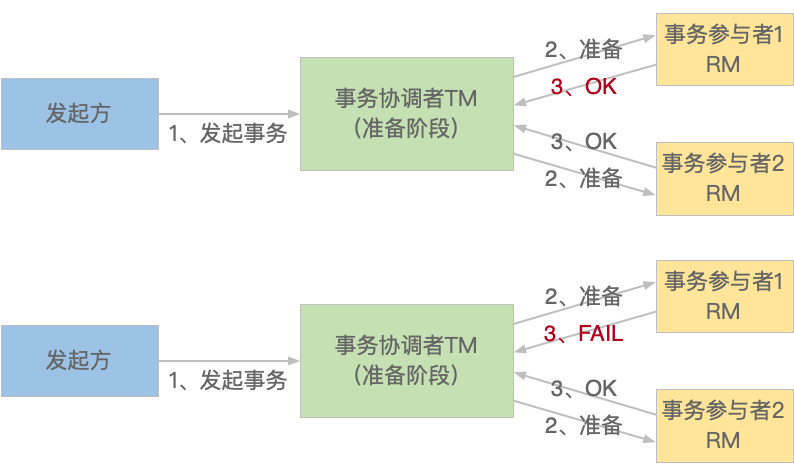 发起方
1、发起事务
事务协调者TM
（准备阶段）
2、准备
3、OK
事务参与者1
RM
3、OK
2、准备
事务参与者2
RM
发起方
1、发起事务
事务协调者TM
（准备阶段）
2、准备
3、FAIL
事务参与者1
RM
3、OK
2、准备
事务参与者2
RM